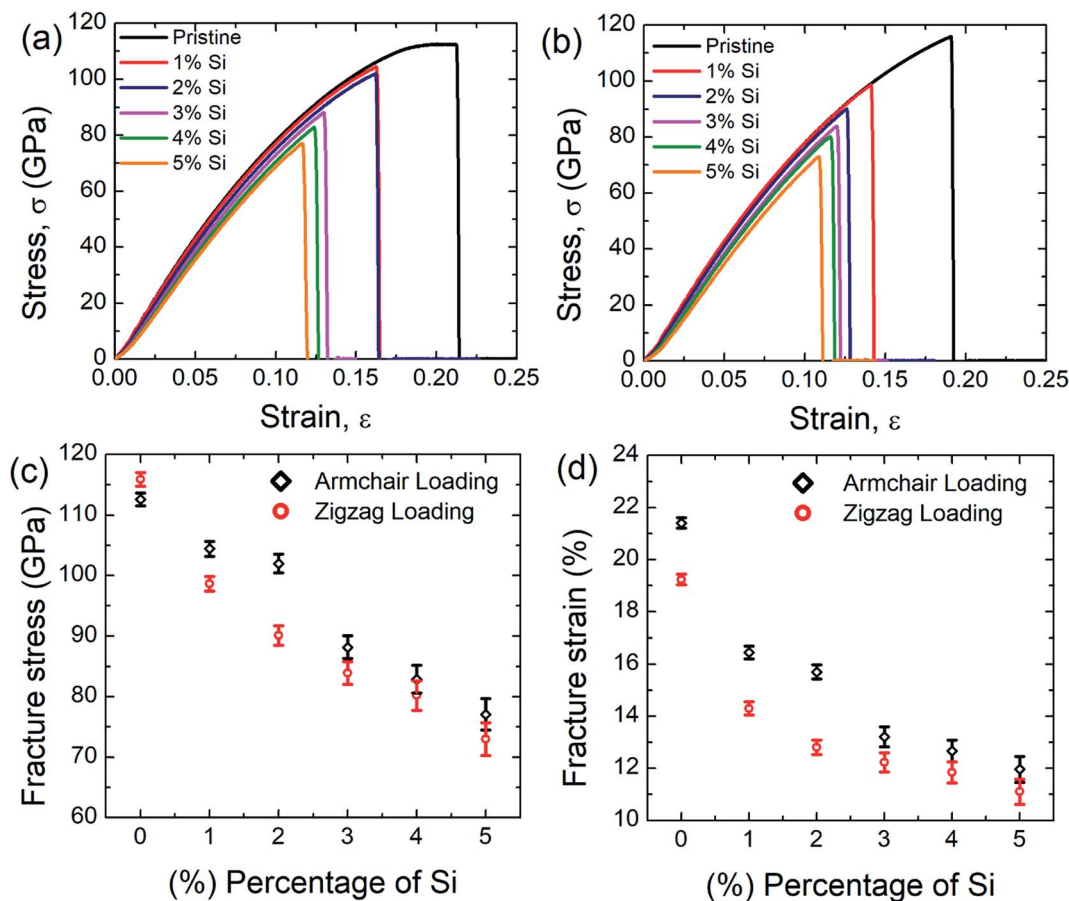 (a)
Pristine
1% Si
2% Si
3% Si
4% Si
5% Si
Stress, σ (GPa)
120
100
80
60
40
20
0
0.00 0.05 0.10 0.15 0.20 0.25
Strain, ε
(b)
Pristine
1% Si
2% Si
3% Si
4% Si
5% Si
Stress, σ (GPa)
120
100
80
60
40
20
0
0.00 0.05 0.10 0.15 0.20 0.25
Strain, ε
(c)
Armchair Loading
Zigzag Loading
Fracture stress (GPa)
120
110
100
90
80
70
60
0 1 2 3 4 5
(%) Percentage of Si
(d)
Armchair Loading
Zigzag Loading
Fracture strain (%)
24
22
20
18
16
14
12
10
0 1 2 3 4 5
(%) Percentage of Si